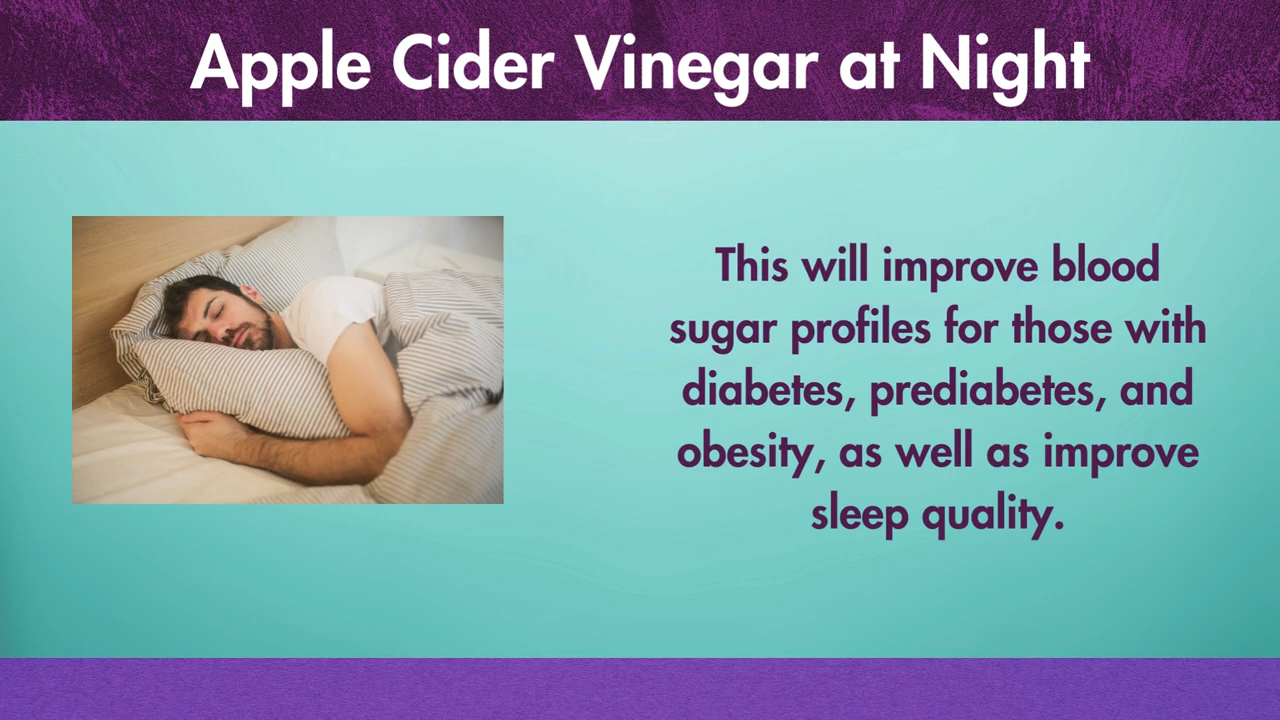 Apple Cider Vinegar at Night
This will improve blood
sugar profiles for those with
diabetes, prediabetes, and
obesity, as well as improve
sleep quality.